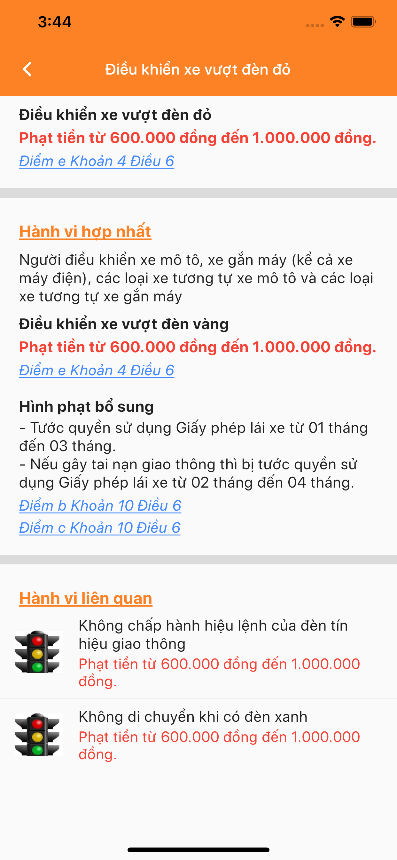 3:44
Điều khiển xe vượt đèn đỏ
Điều khiển xe vượt đèn đỏ
Phạt tiền từ 600.000 đồng đến 1.000.000 đồng.
Điểm e Khoản 4 Điều 6
Hành vi hợp nhất
Người điều khiển xe mô tô, xe gắn máy (kể cả xe
máy điện), các loại xe tương tự xe mô tô và các loại
xe tương tự xe gắn máy
Điều khiển xe vượt đèn vàng
Phạt tiền từ 600.000 đồng đến 1.000.000 đồng.
Điểm e Khoản 4 Điều 6
Hình phạt bổ sung
- Tước quyền sử dụng Giấy phép lái xe từ 01 tháng
đến 03 tháng.
- Nếu gây tai nạn giao thông thì bị tước quyền sử
dụng Giấy phép lái xe từ 02 tháng đến 04 tháng.
Điểm b Khoản 10 Điều 6
Điểm c Khoản 10 Điều 6
Hành vi liên quan
Không chấp hành hiệu lệnh của đèn tín
hiệu giao thông
Phạt tiền từ 600.000 đồng đến 1.000.000
đồng.
Không di chuyển khi có đèn xanh
Phạt tiền từ 600.000 đồng đến 1.000.000
đồng.